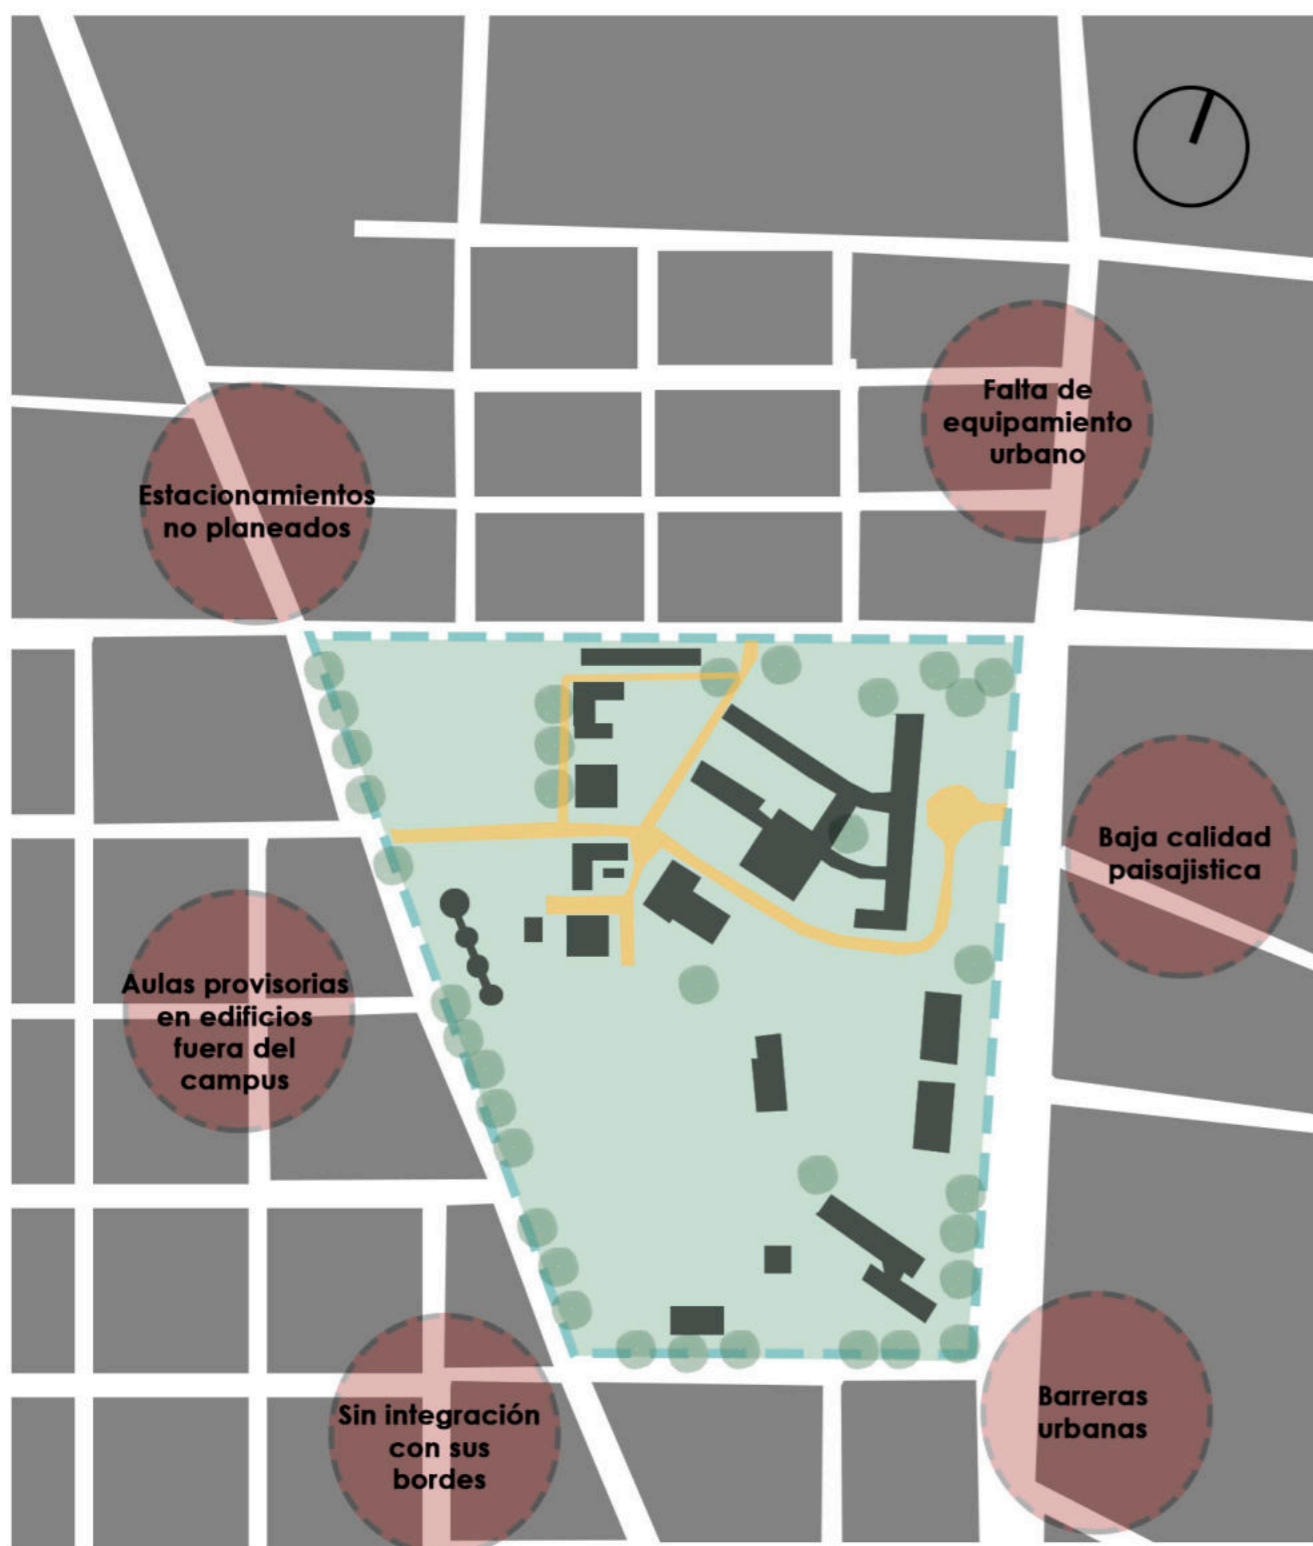 Falta de
equipamiento
urbano
Estacionamientos
no planeados
Baja calidad
paisajistica
Aulas provisorias
en edificios
fuera del
campus
Sin integración
con sus
bordes
Barreras
urbanas